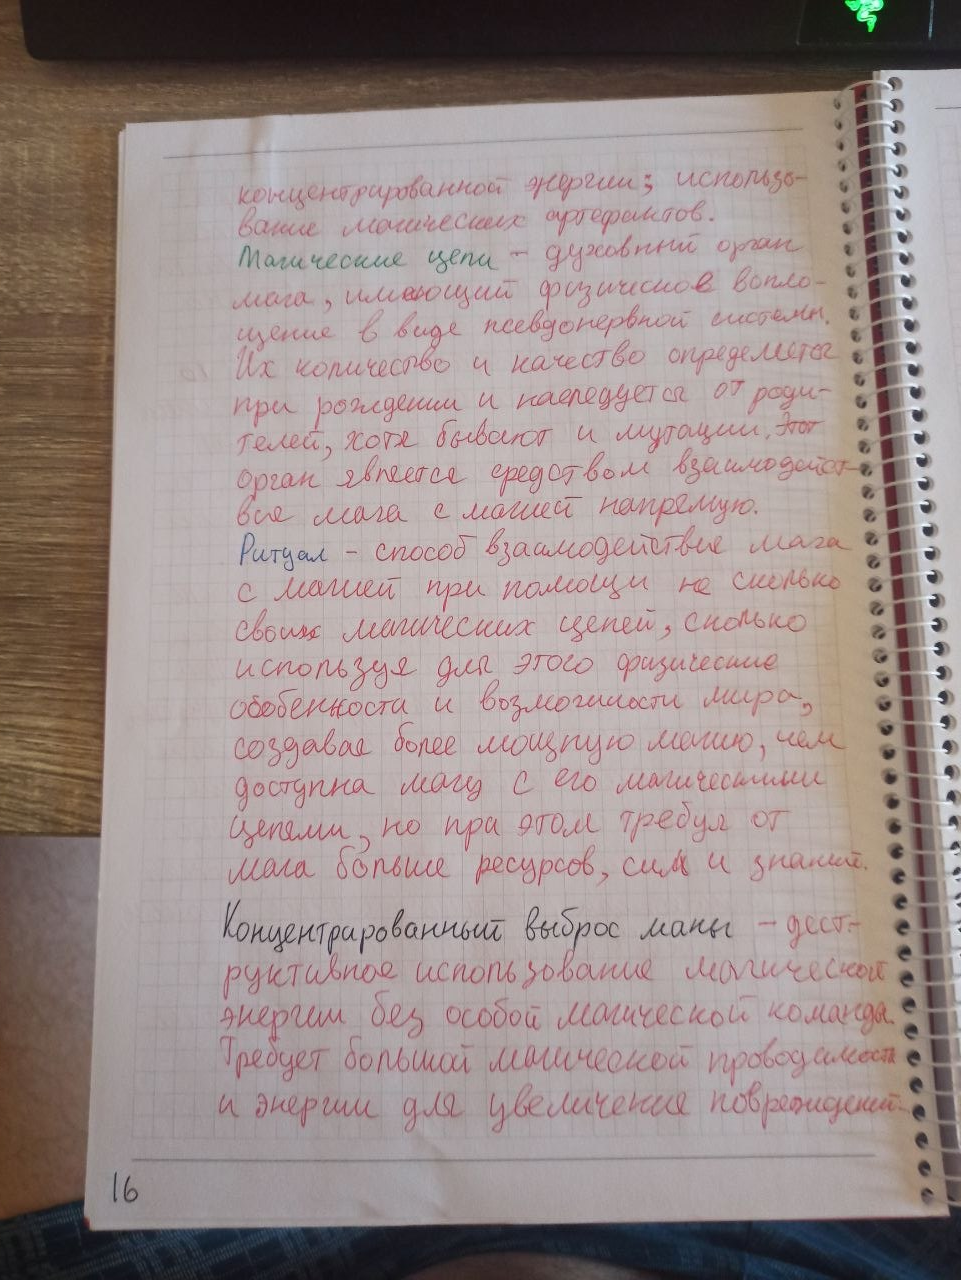 концентрированной энергии; использо-
вание магических артефактов.
Магические цепи – духовный орган
мага, имеющий физическое вопло-
щение в виде псевдонервной системы.
Их количество и качество определяется
при рождении и наследуется от роди-
телей, хотя бывают и мутации. Этот
орган является средством взаимодейст-
вия мага с магией напрямую.
Ритуал – способ взаимодействия мага
с магией при помощи не сколько
своих магических цепей, сколько
используя для этого физические
особенности и возможности мира,
создавая более мощную магию, чем
доступна магу с его магическими
цепями, но при этом требуя от
мага больше ресурсов, сил и знаний.
Концентрированный выброс маны – дест-
руктивное использование магической
энергии без особой магической команды.
Требует большой магической проводимости
и энергии для увеличения повреждений.
16